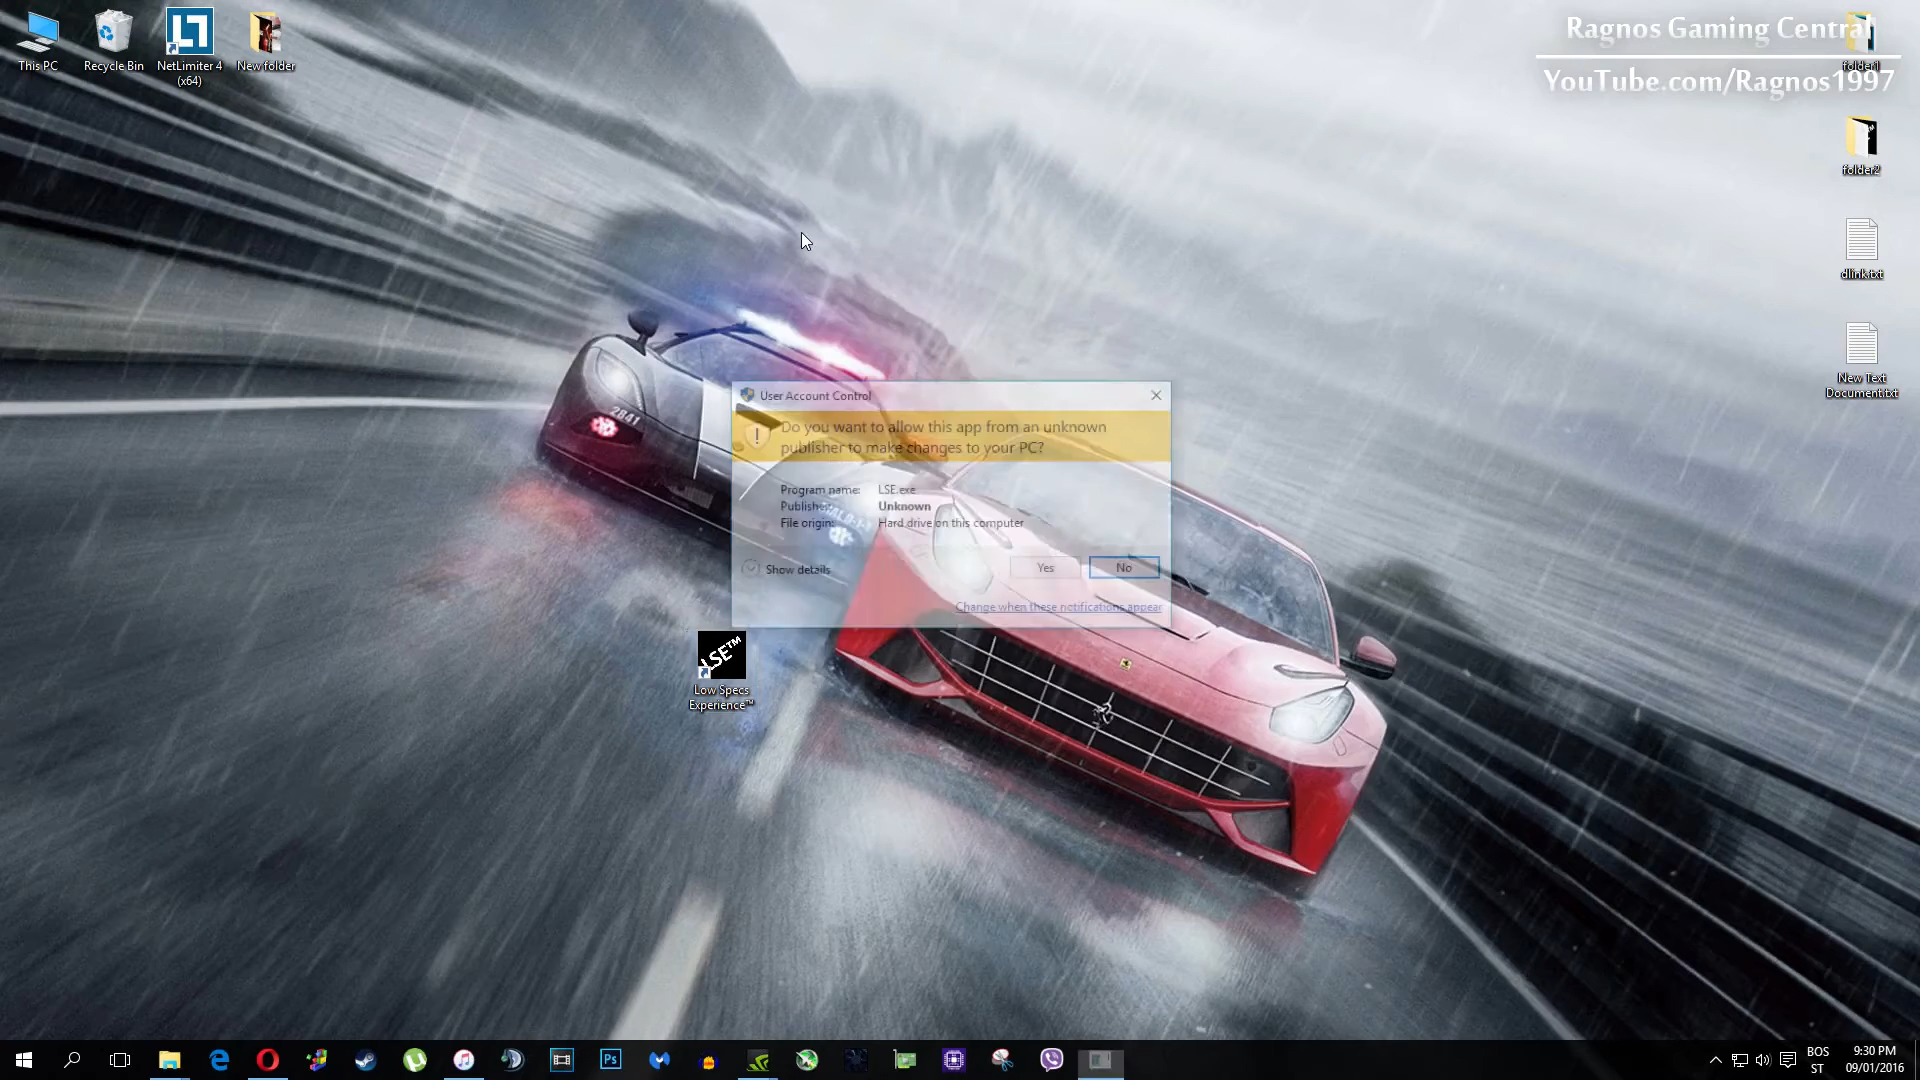 This PC
Recycle Bin
NetLimiter 4
(x64)
New folder
Ragnos Gaming Central
YouTube.com/Ragnos1997
folder1
folder2
dlink.txt
New Text
Document.txt
User Account Control
Do you want to allow this app from an unknown
publisher to make changes to your PC?
Program name: LSE.exe
Publisher: Unknown
File origin: Hard drive on this computer
Show details
Yes
No
Change when these notifications appear
2841
LSE™
Low Specs
Experience™
Ps
BOS
ST
9:30 PM
09/01/2016